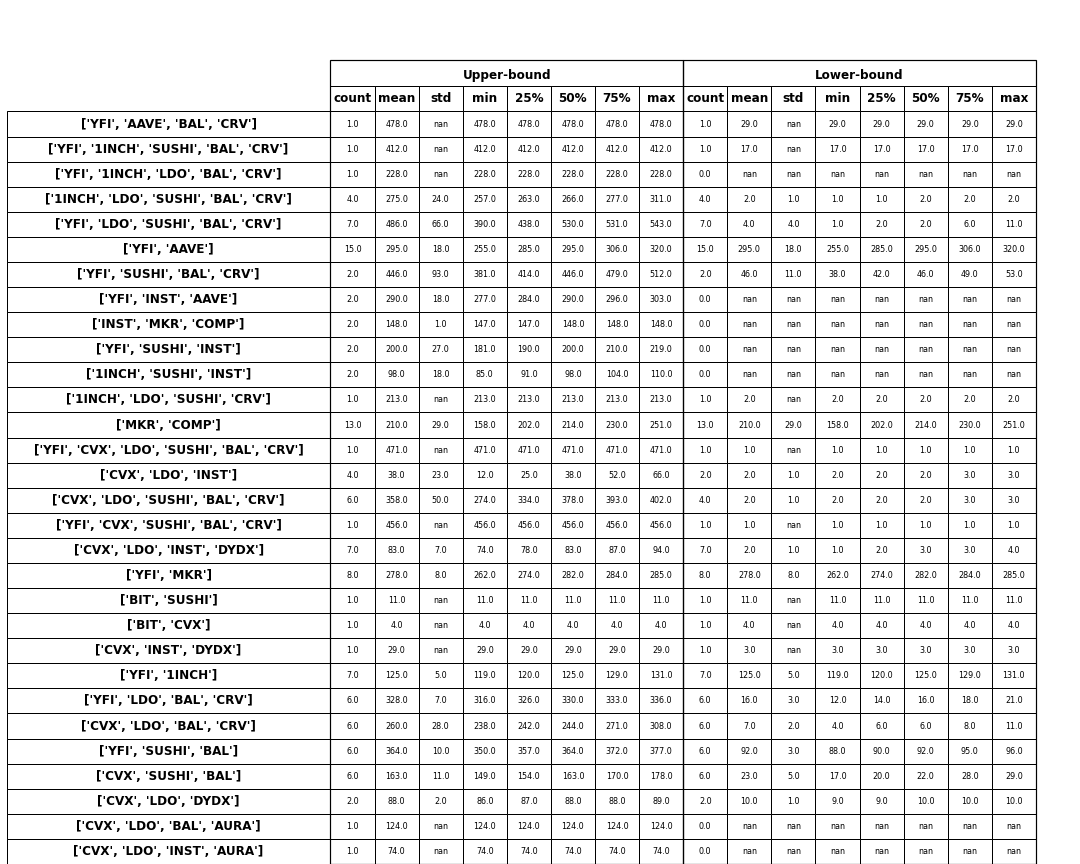 Upper-bound Lower-bound
count mean std min 25% 50% 75% max count mean std min 25% 50% 75% max
['YFI', 'AAVE', 'BAL', 'CRV'] 1.0 478.0 nan 478.0 478.0 478.0 478.0 478.0 1.0 29.0 nan 29.0 29.0 29.0 29.0 29.0
['YFI', '1INCH', 'SUSHI', 'BAL', 'CRV'] 1.0 412.0 nan 412.0 412.0 412.0 412.0 412.0 1.0 17.0 nan 17.0 17.0 17.0 17.0 17.0
['YFI', '1INCH', 'LDO', 'BAL', 'CRV'] 1.0 228.0 nan 228.0 228.0 228.0 228.0 228.0 0.0 nan nan nan nan nan nan nan
['1INCH', 'LDO', 'SUSHI', 'BAL', 'CRV'] 4.0 275.0 24.0 257.0 263.0 266.0 277.0 311.0 4.0 2.0 1.0 1.0 1.0 2.0 2.0 2.0
['YFI', 'LDO', 'SUSHI', 'BAL', 'CRV'] 7.0 486.0 66.0 390.0 438.0 530.0 531.0 543.0 7.0 4.0 4.0 1.0 2.0 2.0 6.0 11.0
['YFI', 'AAVE'] 15.0 295.0 18.0 255.0 285.0 295.0 306.0 320.0 15.0 295.0 18.0 255.0 285.0 295.0 306.0 320.0
['YFI', 'SUSHI', 'BAL', 'CRV'] 2.0 446.0 93.0 381.0 414.0 446.0 479.0 512.0 2.0 46.0 11.0 38.0 42.0 46.0 49.0 53.0
['YFI', 'INST', 'AAVE'] 2.0 290.0 18.0 277.0 284.0 290.0 296.0 303.0 0.0 nan nan nan nan nan nan nan
['INST', 'MKR', 'COMP'] 2.0 148.0 1.0 147.0 147.0 148.0 148.0 148.0 0.0 nan nan nan nan nan nan nan
['YFI', 'SUSHI', 'INST'] 2.0 200.0 27.0 181.0 190.0 200.0 210.0 219.0 0.0 nan nan nan nan nan nan nan
['1INCH', 'SUSHI', 'INST'] 2.0 98.0 18.0 85.0 91.0 98.0 104.0 110.0 0.0 nan nan nan nan nan nan nan
['1INCH', 'LDO', 'SUSHI', 'CRV'] 1.0 213.0 nan 213.0 213.0 213.0 213.0 213.0 1.0 2.0 nan 2.0 2.0 2.0 2.0 2.0
['MKR', 'COMP'] 13.0 210.0 29.0 158.0 202.0 214.0 230.0 251.0 13.0 210.0 29.0 158.0 202.0 214.0 230.0 251.0
['YFI', 'CVX', 'LDO', 'SUSHI', 'BAL', 'CRV'] 1.0 471.0 nan 471.0 471.0 471.0 471.0 471.0 1.0 1.0 nan 1.0 1.0 1.0 1.0 1.0
['CVX', 'LDO', 'INST'] 4.0 38.0 23.0 12.0 25.0 38.0 52.0 66.0 2.0 2.0 1.0 2.0 2.0 2.0 3.0 3.0
['CVX', 'LDO', 'SUSHI', 'BAL', 'CRV'] 6.0 358.0 50.0 274.0 334.0 378.0 393.0 402.0 4.0 2.0 1.0 2.0 2.0 2.0 3.0 3.0
['YFI', 'CVX', 'SUSHI', 'BAL', 'CRV'] 1.0 456.0 nan 456.0 456.0 456.0 456.0 456.0 1.0 1.0 nan 1.0 1.0 1.0 1.0 1.0
['CVX', 'LDO', 'INST', 'DYDX'] 7.0 83.0 7.0 74.0 78.0 83.0 87.0 94.0 7.0 2.0 1.0 1.0 2.0 3.0 3.0 4.0
['YFI', 'MKR'] 8.0 278.0 8.0 262.0 274.0 282.0 284.0 285.0 8.0 278.0 8.0 262.0 274.0 282.0 284.0 285.0
['BIT', 'SUSHI'] 1.0 11.0 nan 11.0 11.0 11.0 11.0 11.0 1.0 11.0 nan 11.0 11.0 11.0 11.0 11.0
['BIT', 'CVX'] 1.0 4.0 nan 4.0 4.0 4.0 4.0 4.0 1.0 4.0 nan 4.0 4.0 4.0 4.0 4.0
['CVX', 'INST', 'DYDX'] 1.0 29.0 nan 29.0 29.0 29.0 29.0 29.0 1.0 3.0 nan 3.0 3.0 3.0 3.0 3.0
['YFI', '1INCH'] 7.0 125.0 5.0 119.0 120.0 125.0 129.0 131.0 7.0 125.0 5.0 119.0 120.0 125.0 129.0 131.0
['YFI', 'LDO', 'BAL', 'CRV'] 6.0 328.0 7.0 316.0 326.0 330.0 333.0 336.0 6.0 16.0 3.0 12.0 14.0 16.0 18.0 21.0
['CVX', 'LDO', 'BAL', 'CRV'] 6.0 260.0 28.0 238.0 242.0 244.0 271.0 308.0 6.0 7.0 2.0 4.0 6.0 6.0 8.0 11.0
['YFI', 'SUSHI', 'BAL'] 6.0 364.0 10.0 350.0 357.0 364.0 372.0 377.0 6.0 92.0 3.0 88.0 90.0 92.0 95.0 96.0
['CVX', 'SUSHI', 'BAL'] 6.0 163.0 11.0 149.0 154.0 163.0 170.0 178.0 6.0 23.0 5.0 17.0 20.0 22.0 28.0 29.0
['CVX', 'LDO', 'DYDX'] 2.0 88.0 2.0 86.0 87.0 88.0 88.0 89.0 2.0 10.0 1.0 9.0 9.0 10.0 10.0 10.0
['CVX', 'LDO', 'BAL', 'AURA'] 1.0 124.0 nan 124.0 124.0 124.0 124.0 124.0 0.0 nan nan nan nan nan nan nan
['CVX', 'LDO', 'INST', 'AURA'] 1.0 74.0 nan 74.0 74.0 74.0 74.0 74.0 0.0 nan nan nan nan nan nan nan